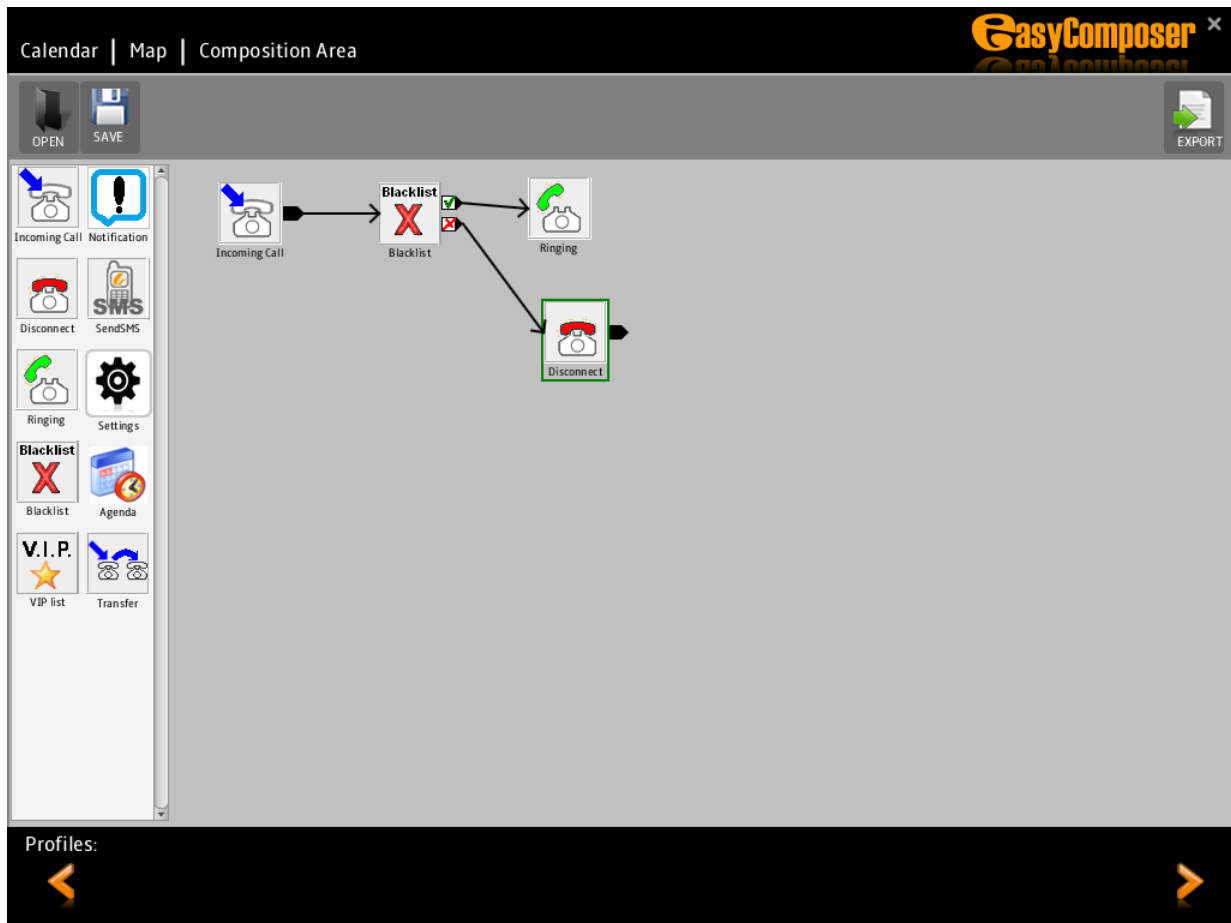 Calendar | Map | Composition Area
easyComposer
OPEN
SAVE
EXPORT
Incoming Call
Notification
Disconnect
SMS
SendSMS
Ringing
Settings
Blacklist
Blacklist
Agenda
V.I.P.
VIP list
Transfer
Incoming Call
Blacklist
Blacklist
Ringing
Disconnect
Profiles: